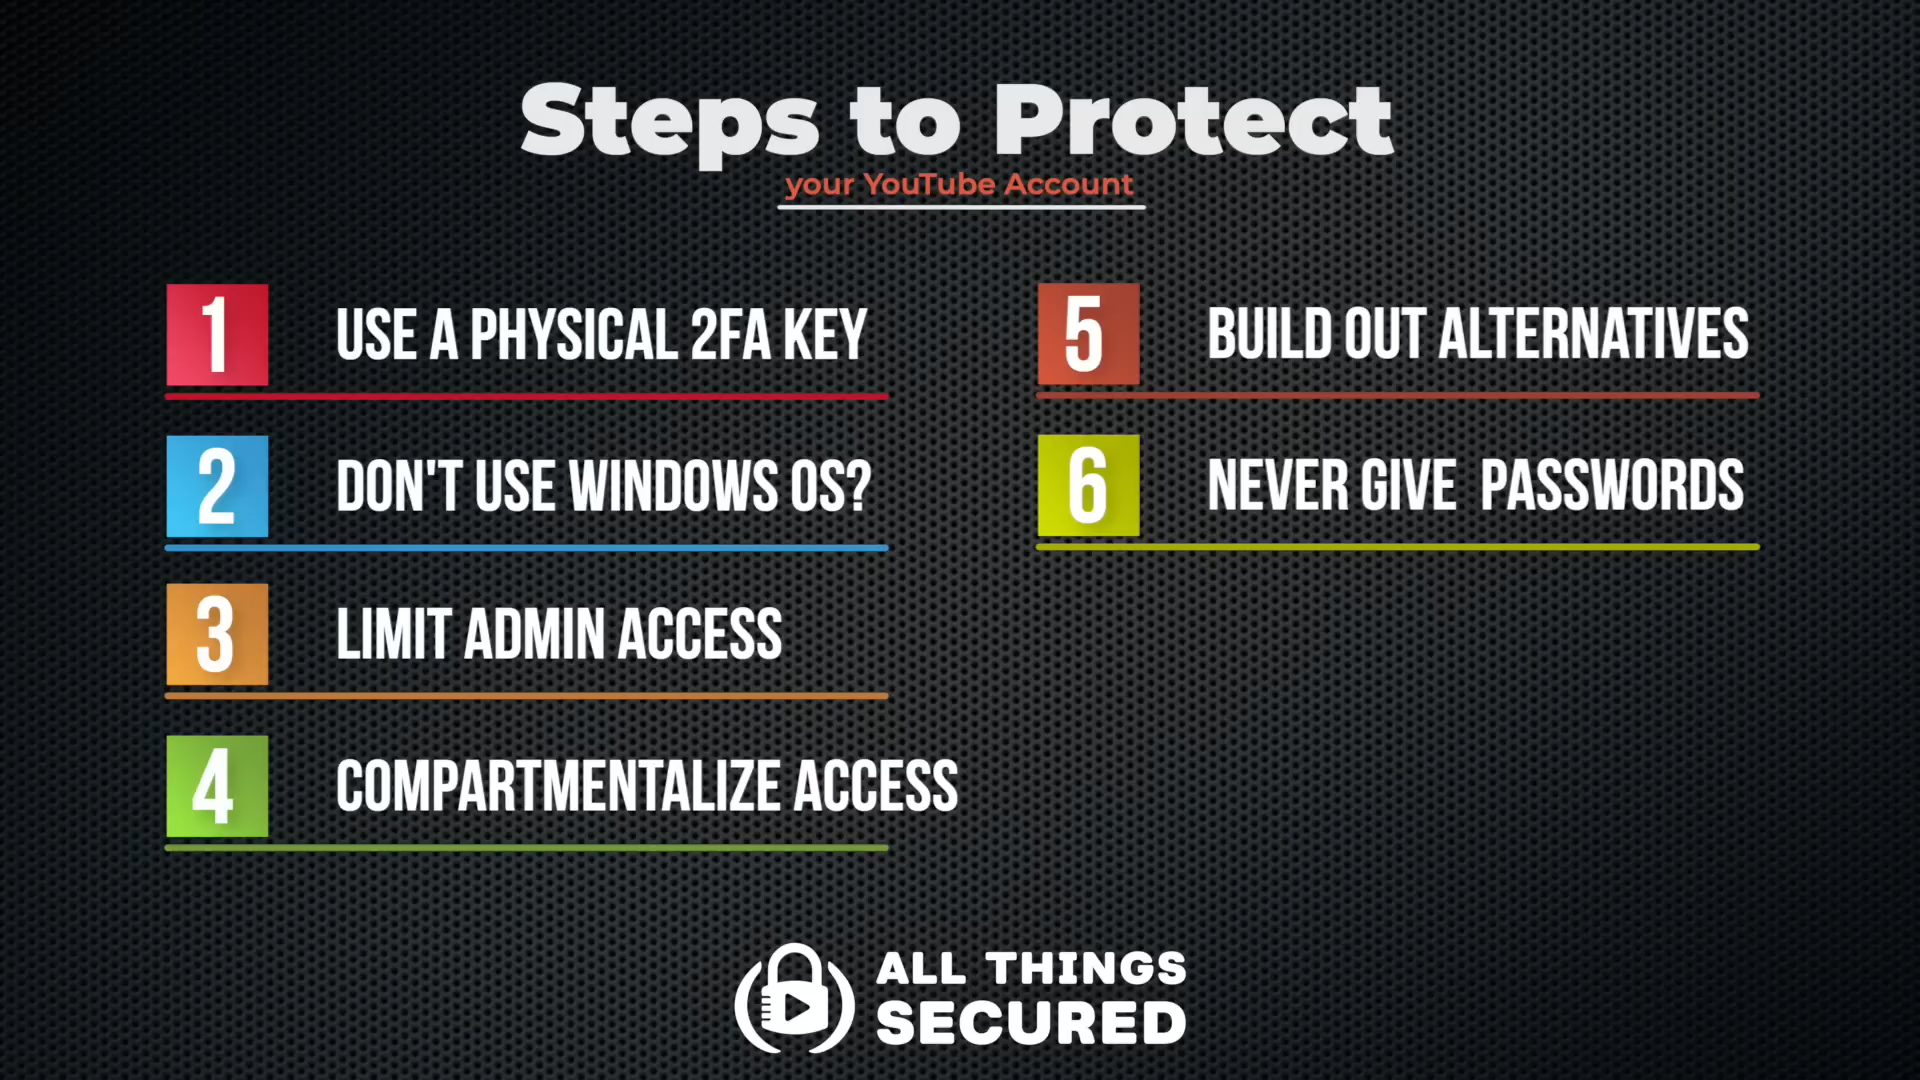 Steps to Protect
your YouTube Account
1 USE A PHYSICAL 2FA KEY
2 DON'T USE WINDOWS OS?
3 LIMIT ADMIN ACCESS
4 COMPARTMENTALIZE ACCESS
5 BUILD OUT ALTERNATIVES
6 NEVER GIVE PASSWORDS
ALL THINGS
SECURED